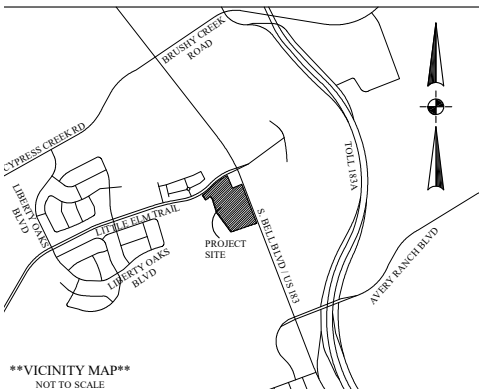 BRUSHY CREEK
ROAD
CYPRESS CREEK RD
TOLL 183A
LIBERTY OAKS
BLVD
LITTLE ELM TRAIL
LIBERTY OAKS
BLVD
PROJECT
SITE
S. BELL BLVD / US 183
AVERY RANCH BLVD
**VICINITY MAP**
NOT TO SCALE